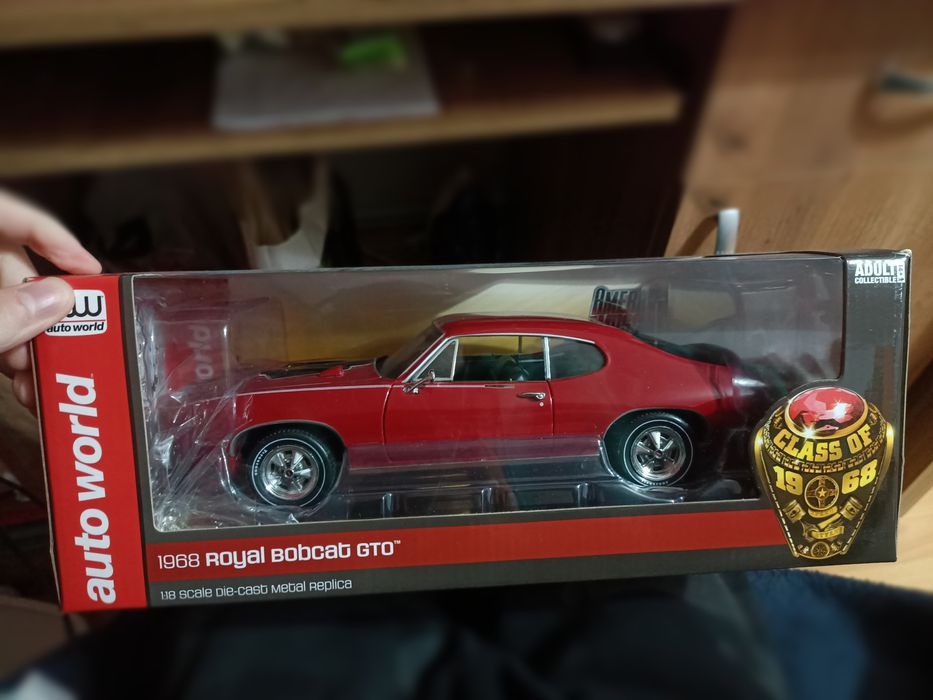 auto world
auto world
ADULT
COLLECTIBLE
AMER
CLASS OF
19 68
1968 Royal Bobcat GTO™
1:18 Scale Die-cast Metal Replica